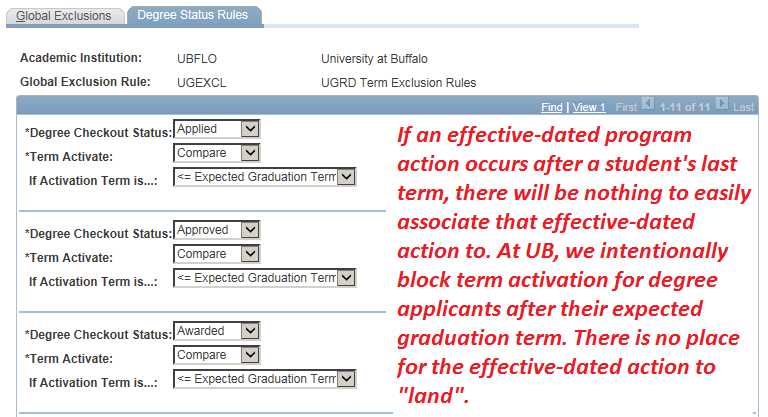 Global Exclusions Degree Status Rules
Academic Institution: UBFLO University at Buffalo
Global Exclusion Rule: UGEXCL UGRD Term Exclusion Rules
Find | View 1 First 1-11 of 11 Last
*Degree Checkout Status: Applied
*Term Activate: Compare
If Activation Term is...: <= Expected Graduation Term
*Degree Checkout Status: Approved
*Term Activate: Compare
If Activation Term is...: <= Expected Graduation Term
*Degree Checkout Status: Awarded
*Term Activate: Compare
If Activation Term is...: <= Expected Graduation Term
If an effective-dated program
action occurs after a student's last
term, there will be nothing to easily
associate that effective-dated
action to. At UB, we intentionally
block term activation for degree
applicants after their expected
graduation term. There is no place
for the effective-dated action to
"land".